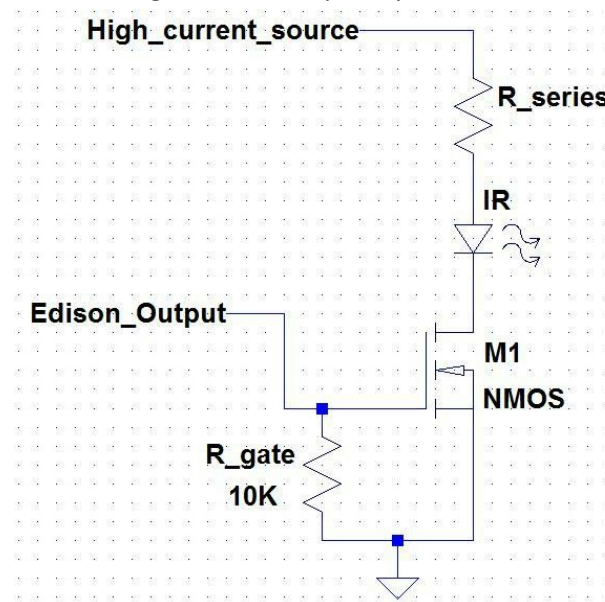 High_current_source
R_series
IR
Edison_Output
M1
NMOS
R_gate
10K